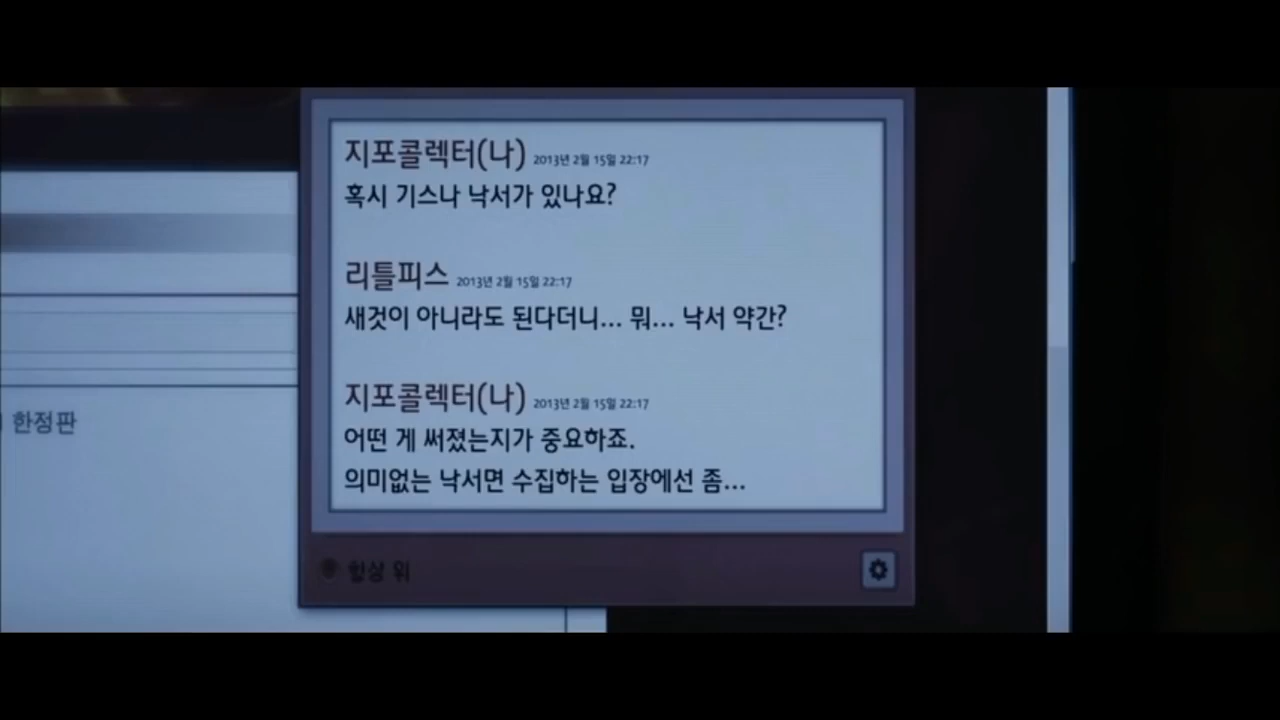 지포콜렉터(나) 2013년 2월 15일 22:17
혹시 기스나 낙서가 있나요?
리틀피스 2013년 2월 15일 22:17
새것이 아니라도 된다더니... 뭐... 낙서 약간?
지포콜렉터(나) 2013년 2월 15일 22:17
어떤 게 써졌는지가 중요하죠.
의미없는 낙서면 수집하는 입장에선 좀...
한정판
항상 위